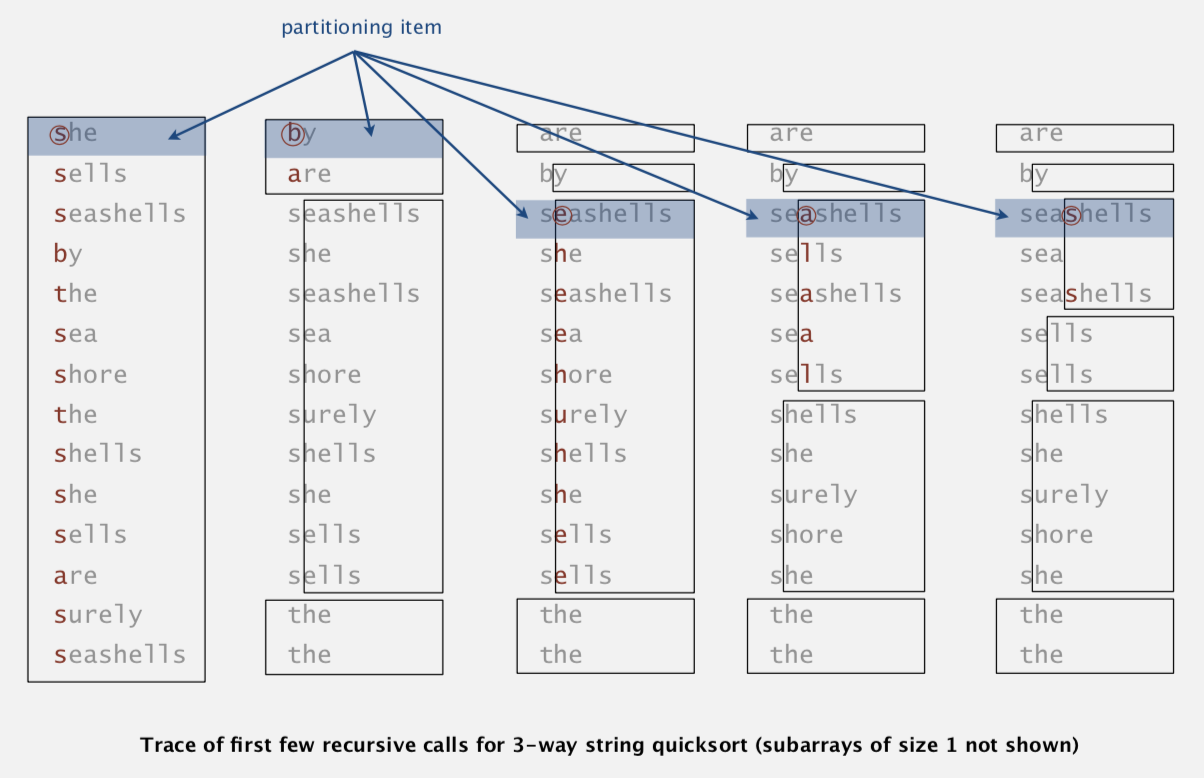 partitioning item
she by are are are
sells are by by by
seashells seashells seashells seashells seashells
by she she sells sea
the seashells seashells seashells seashells
sea sea sea sea sells
shore shore shore sells sells
the surely surely shells shells
shells shells shells she she
she she she surely surely
sells sells sells shore shore
are sells sells she she
surely the the the the
seashells the the the the
Trace of first few recursive calls for 3-way string quicksort (subarrays of size 1 not shown)